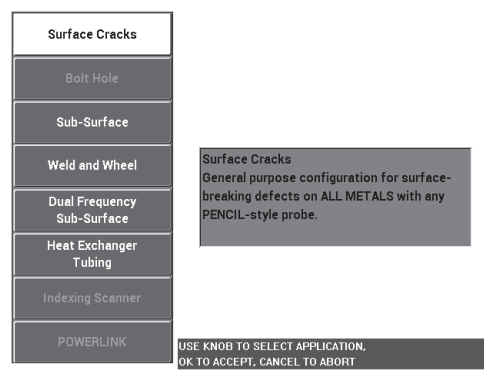 Surface Cracks
Bolt Hole
Sub-Surface
Weld and Wheel
Dual Frequency
Sub-Surface
Heat Exchanger
Tubing
Indexing Scanner
POWERLINK
Surface Cracks
General purpose configuration for surface-
breaking defects on ALL METALS with any
PENCIL-style probe.
USE KNOB TO SELECT APPLICATION,
OK TO ACCEPT, CANCEL TO ABORT